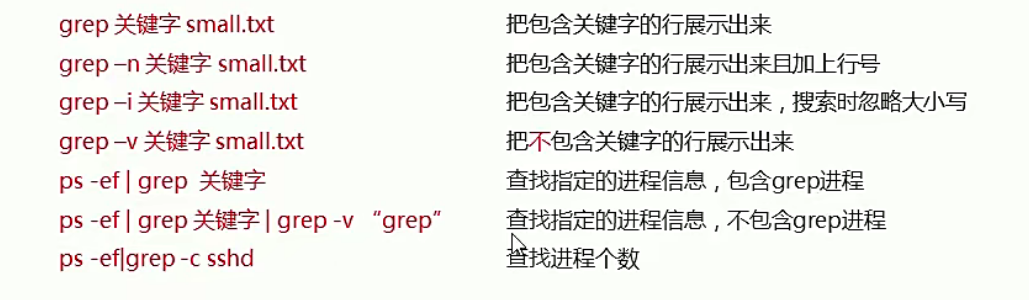 grep 关键字 small.txt 把包含关键字的行展示出来
grep –n 关键字 small.txt 把包含关键字的行展示出来且加上行号
grep –i 关键字 small.txt 把包含关键字的行展示出来，搜索时忽略大小写
grep –v 关键字 small.txt 把不包含关键字的行展示出来
ps -ef | grep 关键字 查找指定的进程信息，包含grep进程
ps -ef | grep 关键字 | grep -v “grep” 查找指定的进程信息，不包含grep进程
ps -ef|grep -c sshd 查找进程个数